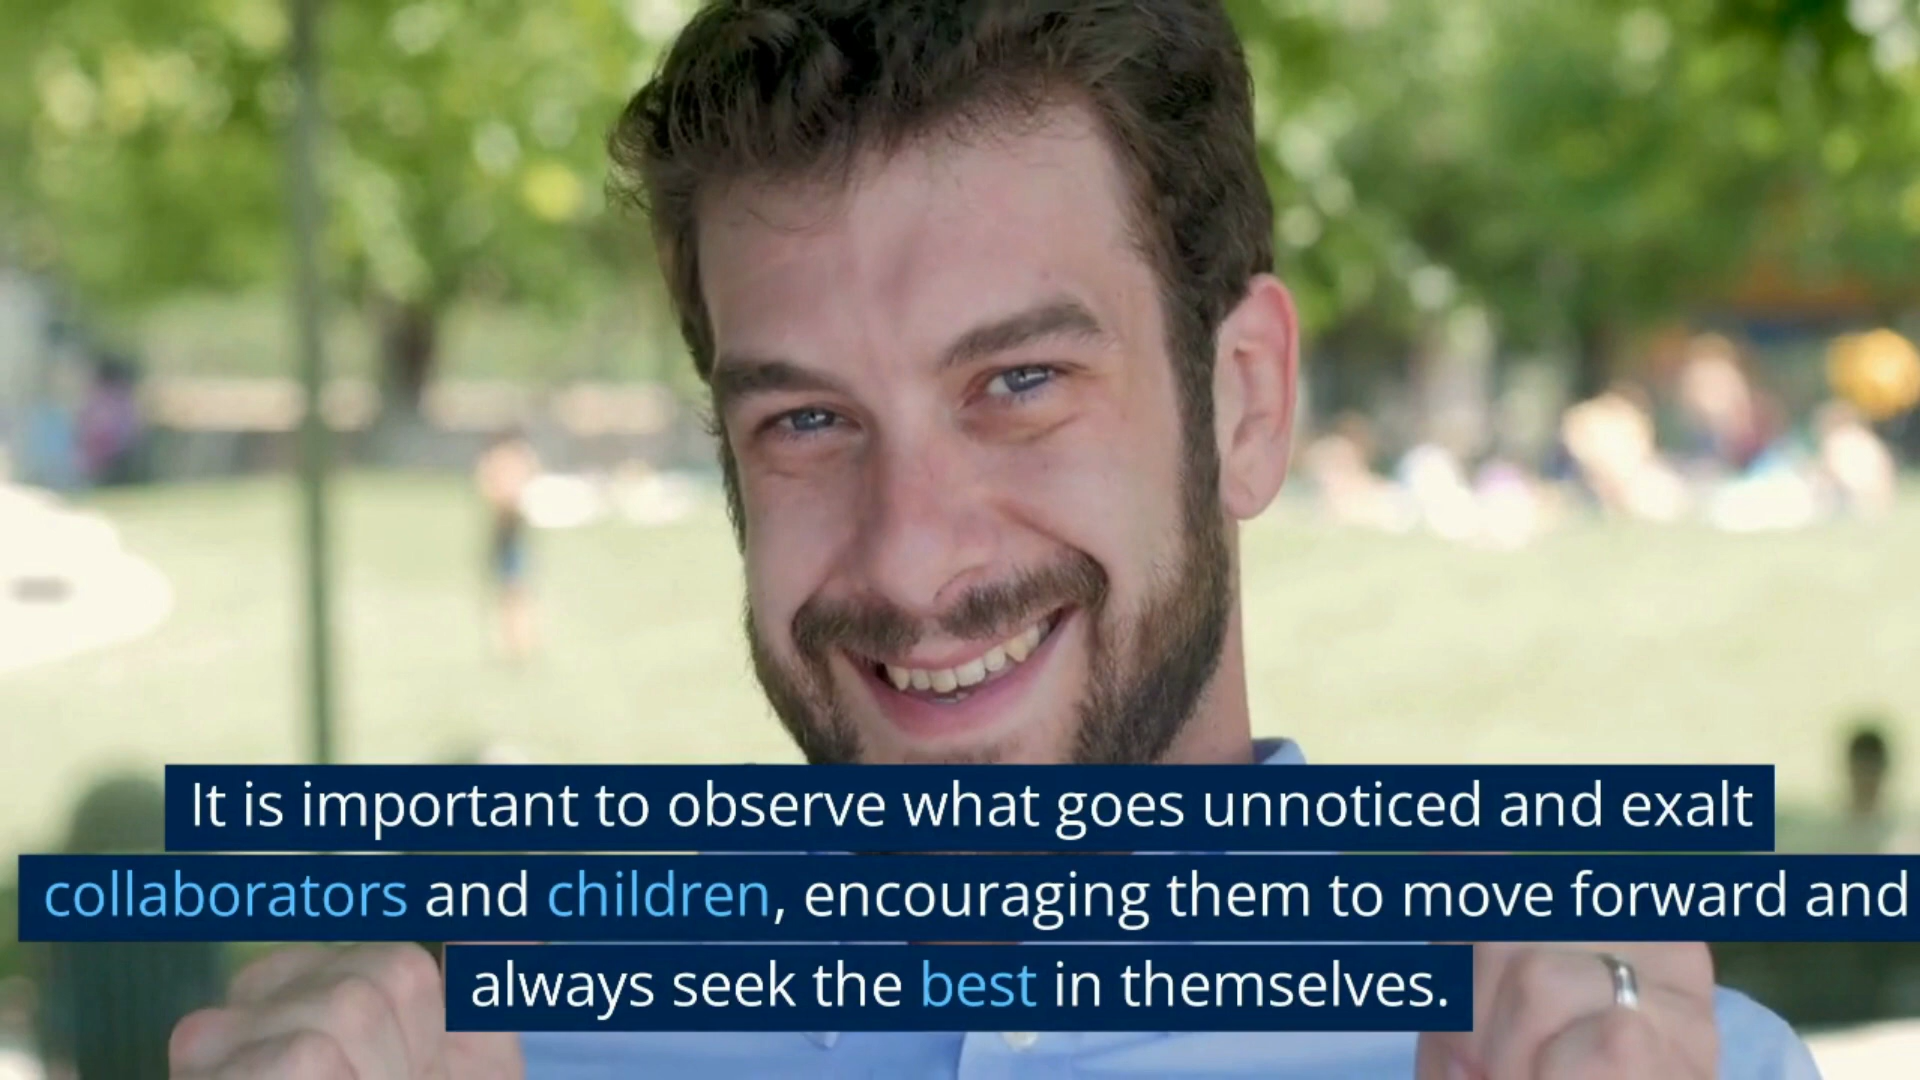 It is important to observe what goes unnoticed and exalt
collaborators and children, encouraging them to move forward and
always seek the best in themselves.